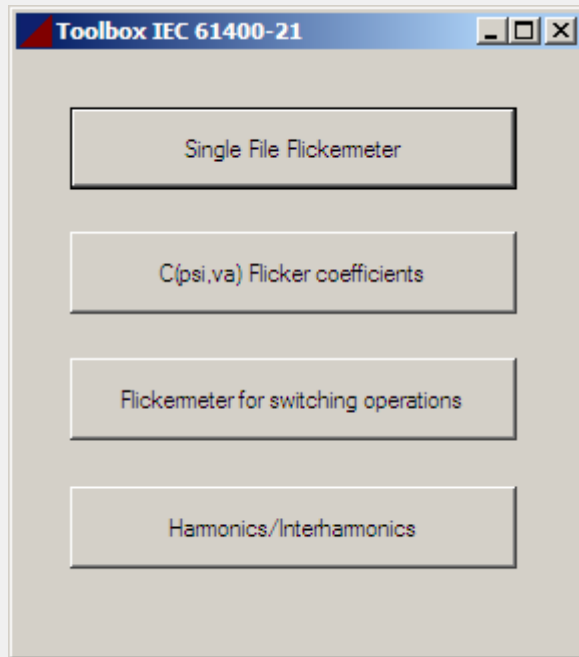 Toolbox IEC 61400-21
Single File Flickermeter
C(psi,va) Flicker coefficients
Flickermeter for switching operations
Harmonics/Interharmonics